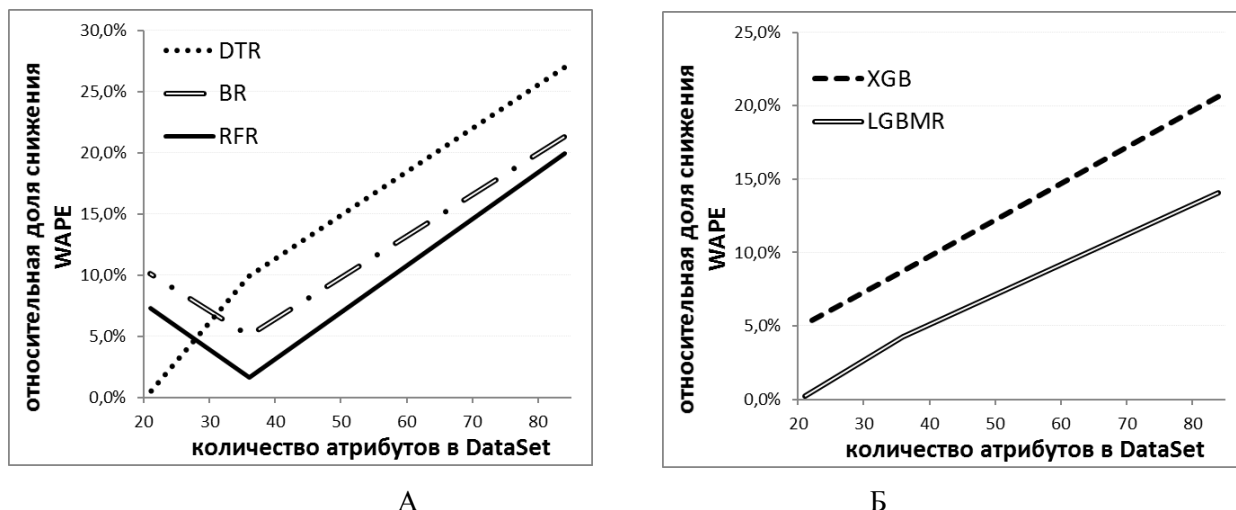 относительная доля снижения
WAPE
30,0%
25,0%
20,0%
15,0%
10,0%
5,0%
0,0%
DTR
BR
RFR
20 30 40 50 60 70 80
количество атрибутов в DataSet
А
относительная доля снижения
WAPE
25,0%
20,0%
15,0%
10,0%
5,0%
0,0%
XGB
LGBMR
20 30 40 50 60 70 80
количество атрибутов в DataSet
Б